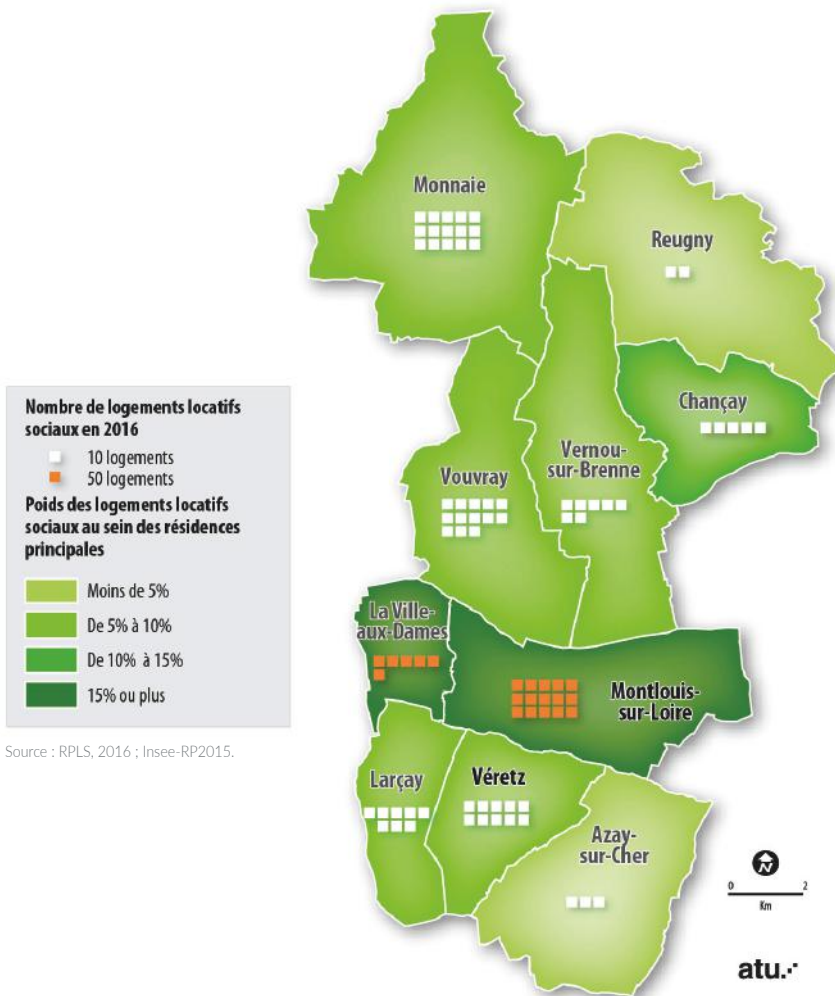 Monnaie
Reugny
Chançay
Vernou-
sur-Brenne
Vouvray
Nombre de logements locatifs
sociaux en 2016
10 logements
50 logements
Poids des logements locatifs
sociaux au sein des résidences
principales
Moins de 5%
De 5% à 10%
De 10% à 15%
15% ou plus
La Ville-
aux-Dames
Montlouis-
sur-Loire
Source : RPLS, 2016 ; Insee-RP2015.
Larçay
Véretz
Azay-
sur-Cher
N
0 2
Km
atu.